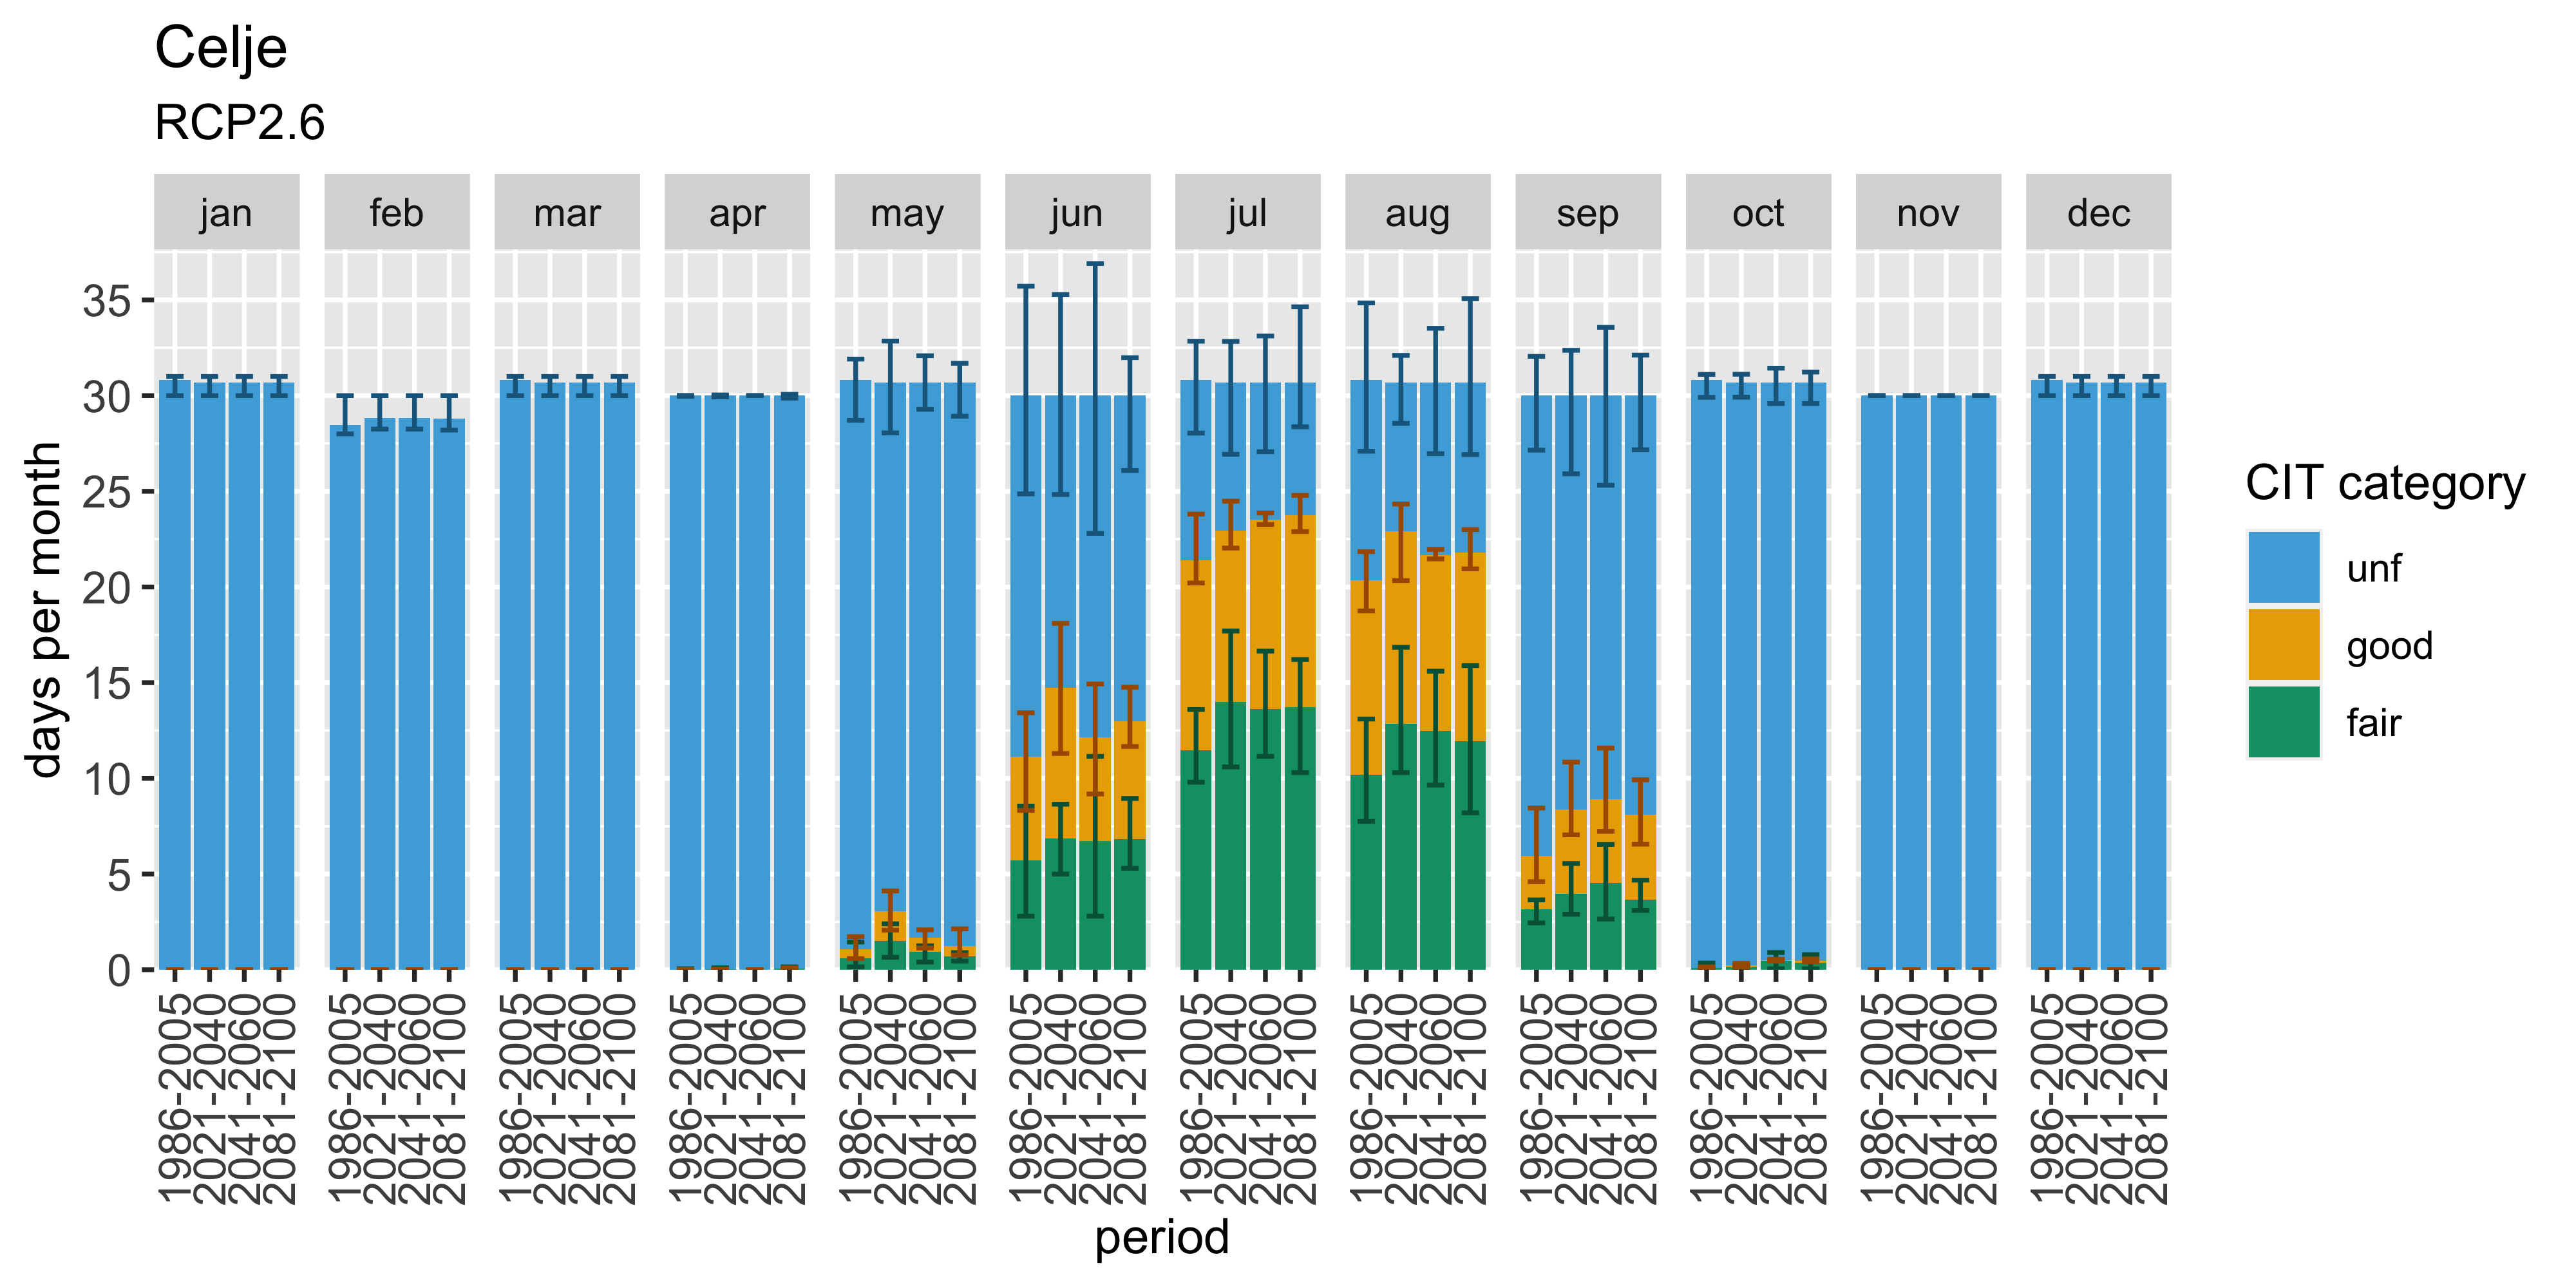 Celje
RCP2.6
jan feb mar apr may jun jul aug sep oct nov dec
days per month
35
30
25
20
15
10
5
0
1986-2005 2021-2040 2041-2060 2081-2100 1986-2005 2021-2040 2041-2060 2081-2100 1986-2005 2021-2040 2041-2060 2081-2100 1986-2005 2021-2040 2041-2060 2081-2100 1986-2005 2021-2040 2041-2060 2081-2100 1986-2005 2021-2040 2041-2060 2081-2100 1986-2005 2021-2040 2041-2060 2081-2100 1986-2005 2021-2040 2041-2060 2081-2100 1986-2005 2021-2040 2041-2060 2081-2100 1986-2005 2021-2040 2041-2060 2081-2100 1986-2005 2021-2040 2041-2060 2081-2100 1986-2005 2021-2040 2041-2060 2081-2100
period
CIT category
unf
good
fair